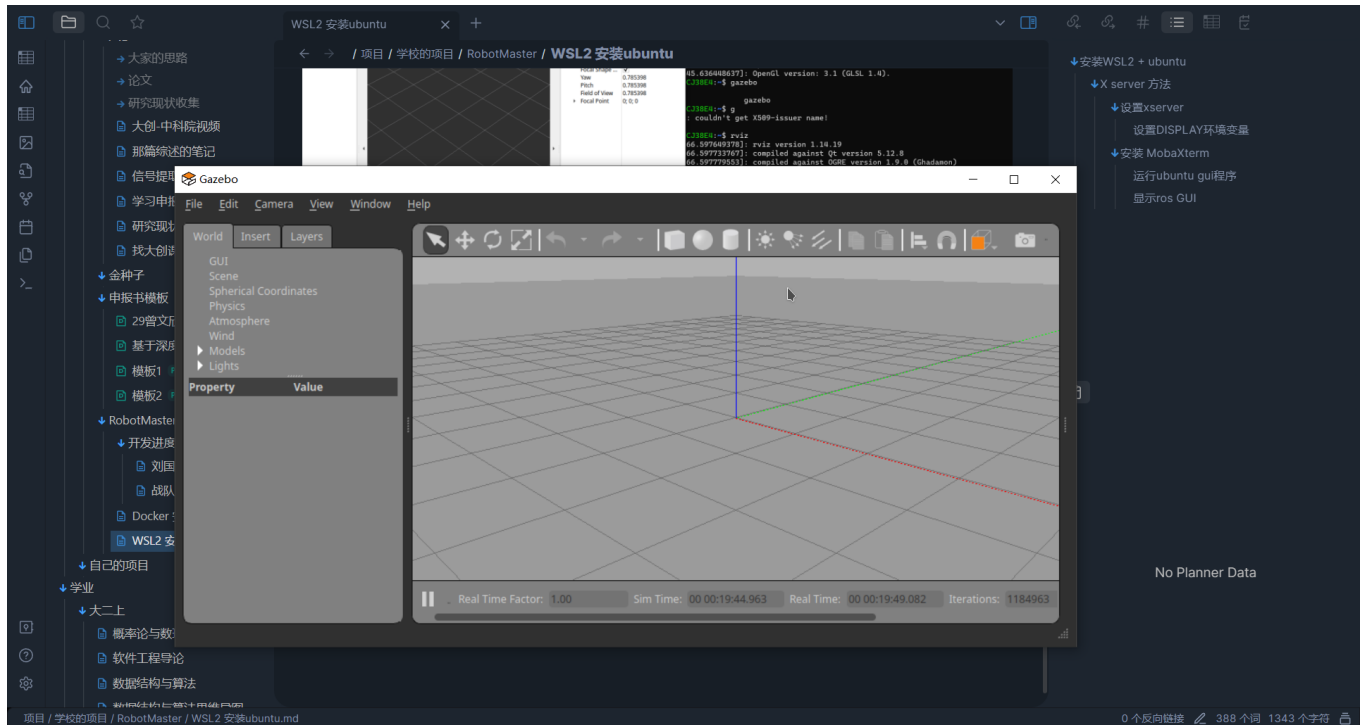 WSL2 安装ubuntu
/ 项目 / 学校的项目 / RobotMaster / WSL2 安装ubuntu
大家的思路
论文
研究现状收集
大创-中科院视频
那篇综述的笔记
信号提取
学习申报
研究现状
找大创
金种子
申报书模板
基于深度
模板1
模板2
RobotMaster
开发进度
刘国
战队
Docker
WSL2 安
自己的项目
学业
大二上
概率论与数
软件工程导论
数据结构与算法
数据结构与算法思维导图
Yaw 0.785398
Pitch 0.785398
Field of View 0.785398
Focal Point 0; 0; 0
45.636448637]: OpenGl version: 3.1 (GLSL 1.4).
CJ38E4:~$ gazebo
gazebo
CJ38E4:~$ g
: couldn't get X509-issuer name!
CJ38E4:~$ rviz
66.597649378]: rviz version 1.14.19
66.597733767]: compiled against Qt version 5.12.8
66.597779553]: compiled against OGRE version 1.9.0 (Ghadamon)
Gazebo
File Edit Camera View Window Help
World Insert Layers
GUI
Scene
Spherical Coordinates
Physics
Atmosphere
Wind
Models
Lights
Property Value
Real Time Factor: 1.00 Sim Time: 00 00:19:44.963 Real Time: 00 00:19:49.082 Iterations: 1184963
安装WSL2 + ubuntu
X server 方法
设置xserver
设置DISPLAY环境变量
安装 MobaXterm
运行ubuntu gui程序
显示ros GUI
No Planner Data
项目 / 学校的项目 / RobotMaster / WSL2 安装ubuntu.md
0 个反向链接 388 个词 1343 个字符